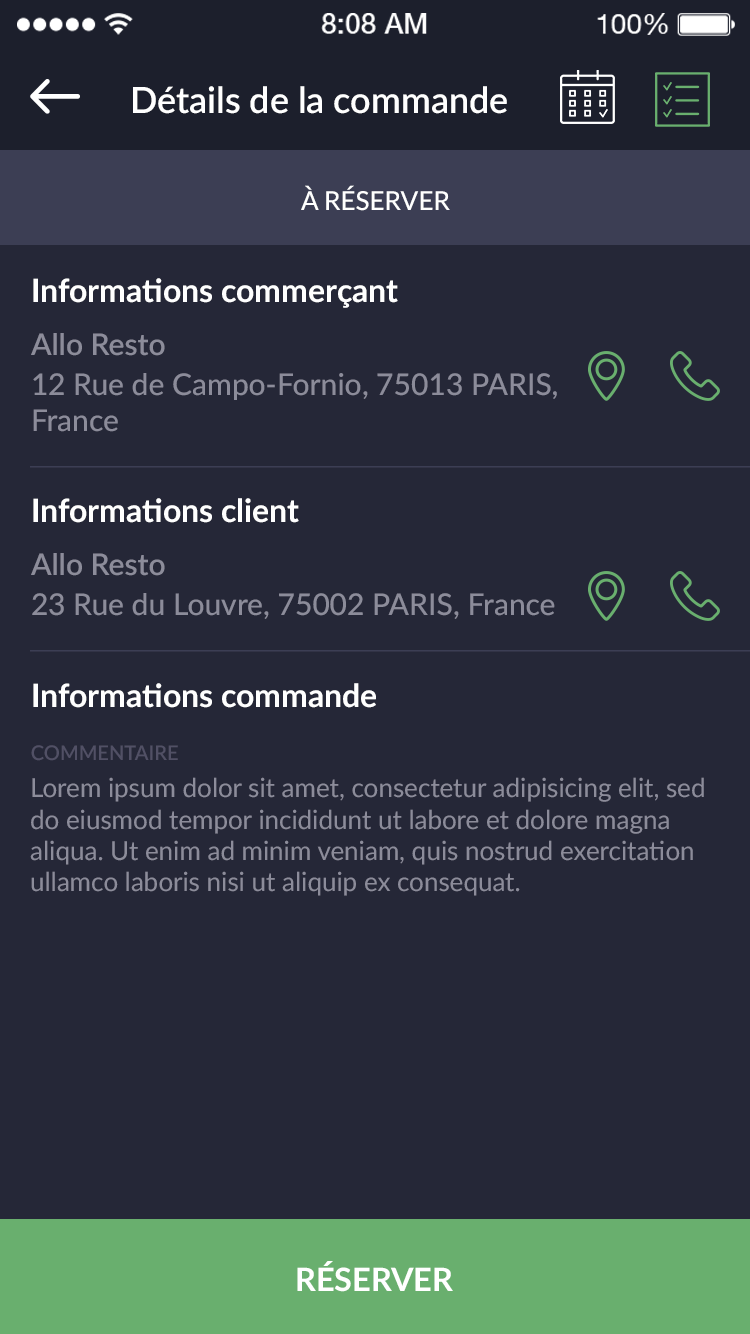 8:08 AM 100%
Détails de la commande
À RÉSERVER
Informations commerçant
Allo Resto
12 Rue de Campo-Fornio, 75013 PARIS,
France
Informations client
Allo Resto
23 Rue du Louvre, 75002 PARIS, France
Informations commande
COMMENTAIRE
Lorem ipsum dolor sit amet, consectetur adipisicing elit, sed
do eiusmod tempor incididunt ut labore et dolore magna
aliqua. Ut enim ad minim veniam, quis nostrud exercitation
ullamco laboris nisi ut aliquip ex consequat.
RÉSERVER